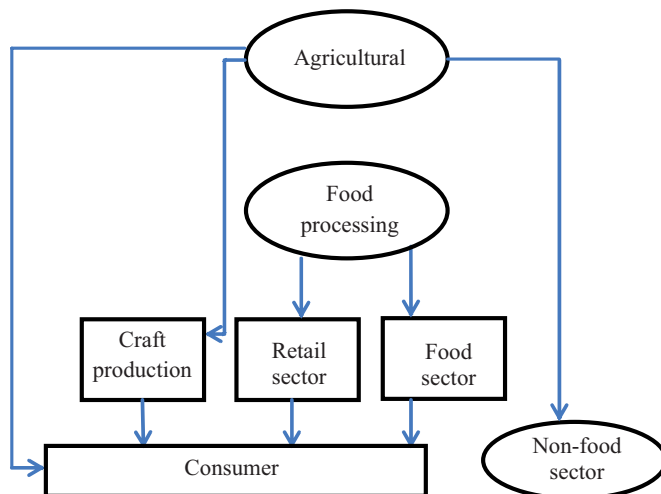 Agricultural
Food
processing
Craft
production
Retail
sector
Food
sector
Consumer
Non-food
sector